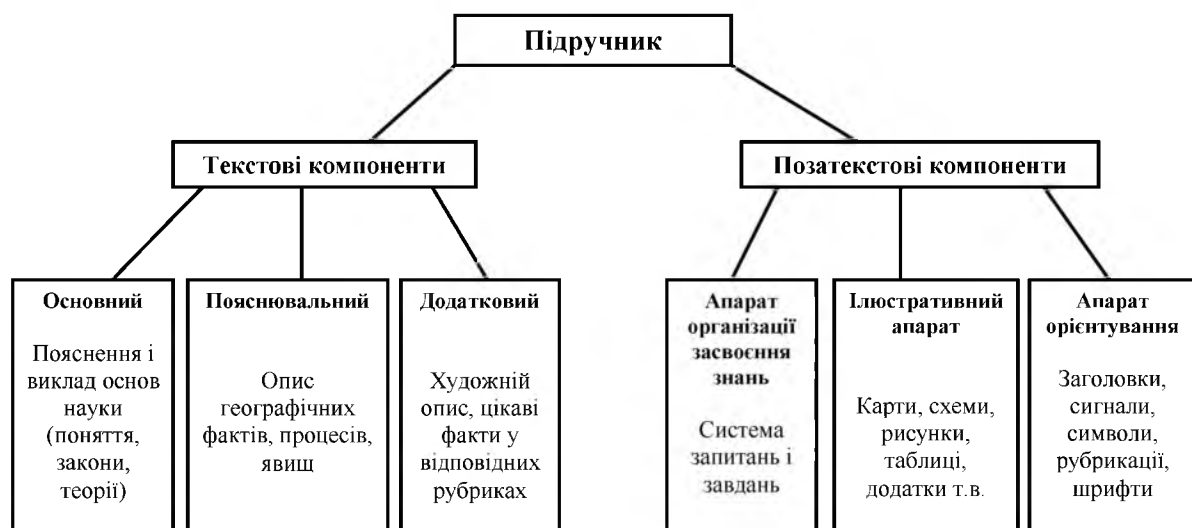 Підручник
Текстові компоненти
Позатекстові компоненти
Основний
Пояснення і
виклад основ
науки
(поняття,
закони,
теорії)
Пояснювальний
Опис
географічних
фактів, процесів,
явищ
Додатковий
Художній
опис, цікаві
факти у
відповідних
рубриках
Апарат
організації
засвоєння
знань
Система
запитань і
завдань
Ілюстративний
апарат
Карти, схеми,
рисунки,
таблиці,
додатки т.в.
Апарат
орієнтування
Заголовки,
сигнали,
символи,
рубрикації,
шрифти